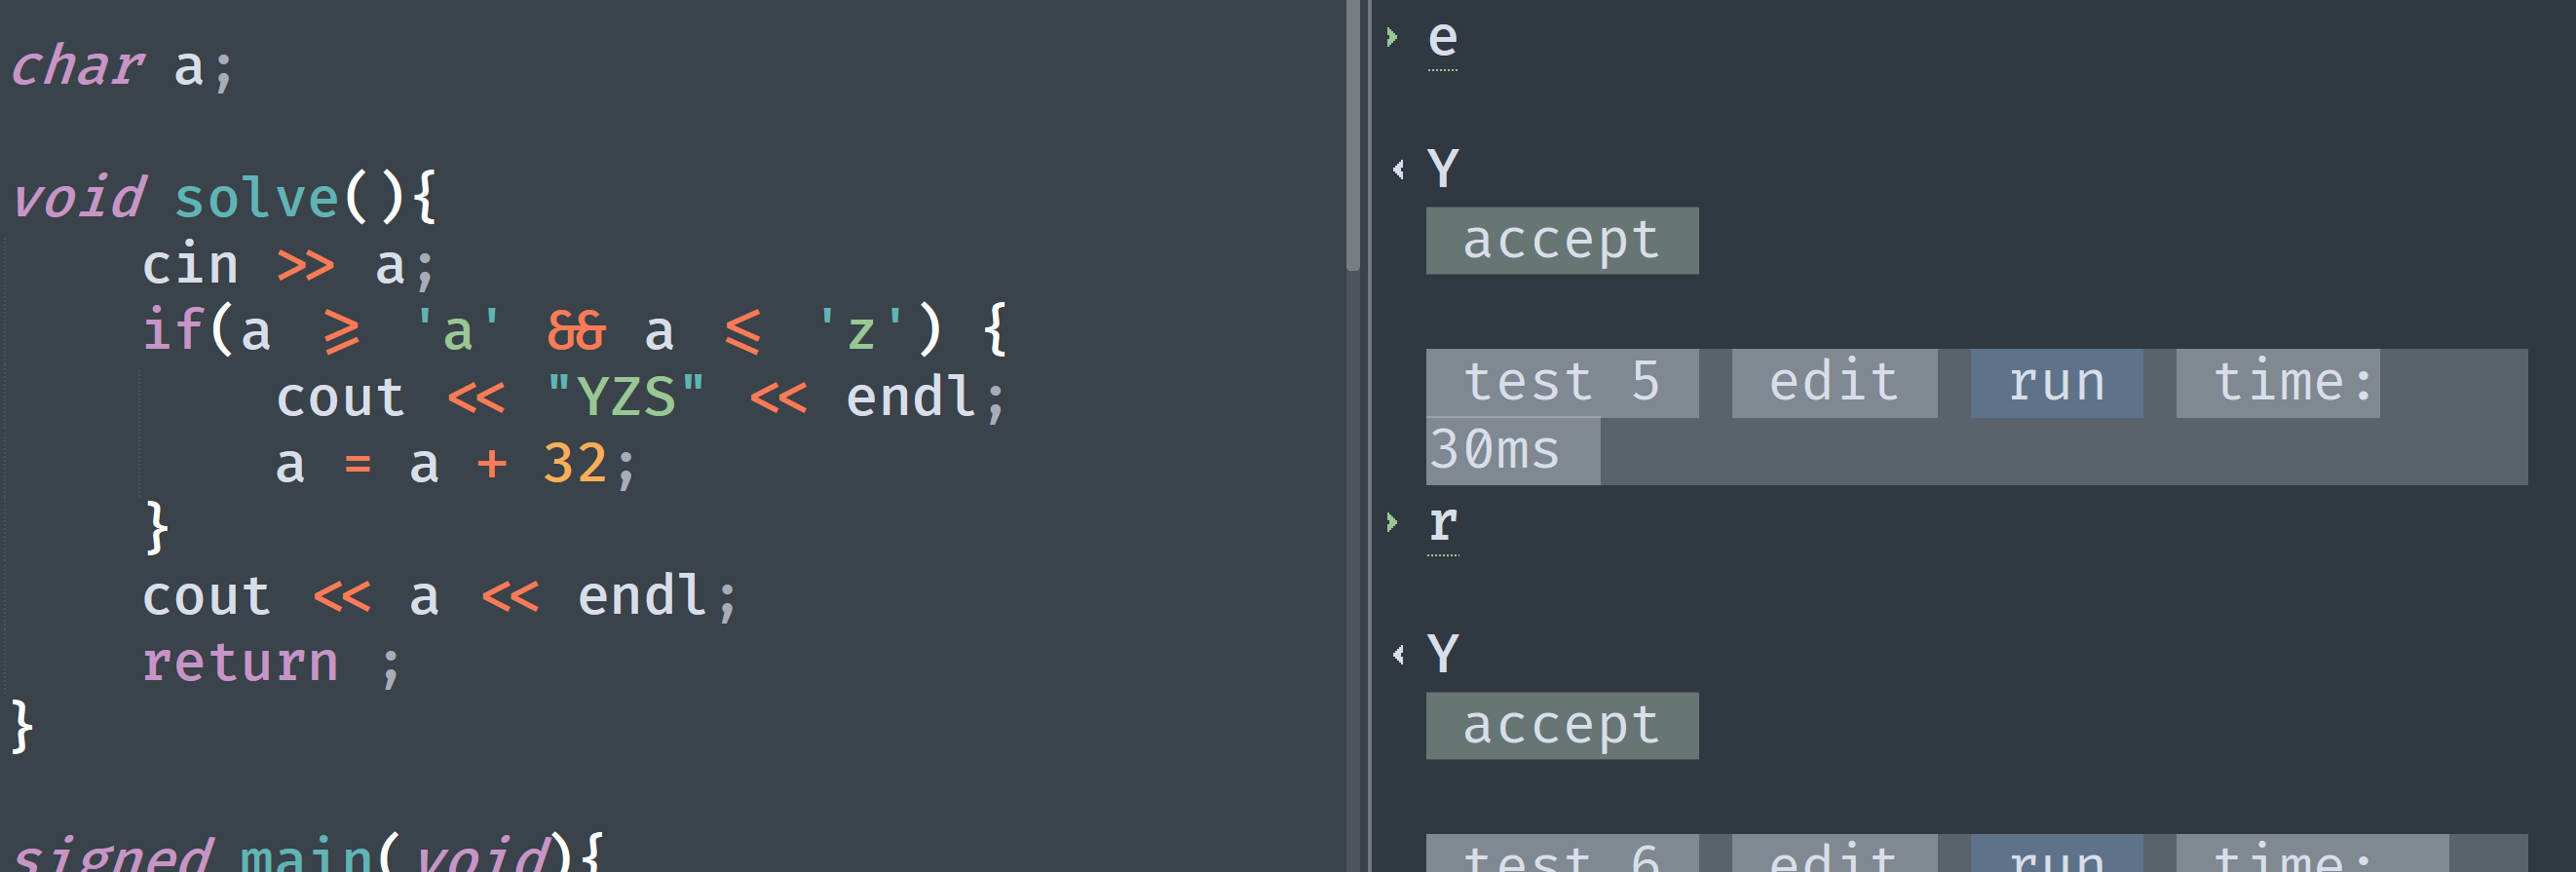 char a;
void solve(){
cin >> a;
if(a >= 'a' && a <= 'z') {
cout << "YZS" << endl;
a = a + 32;
}
cout << a << endl;
return ;
}
signed main(void){
e
Y
accept
test 5 edit run time:
30ms
r
Y
accept
test 6 edit run time: